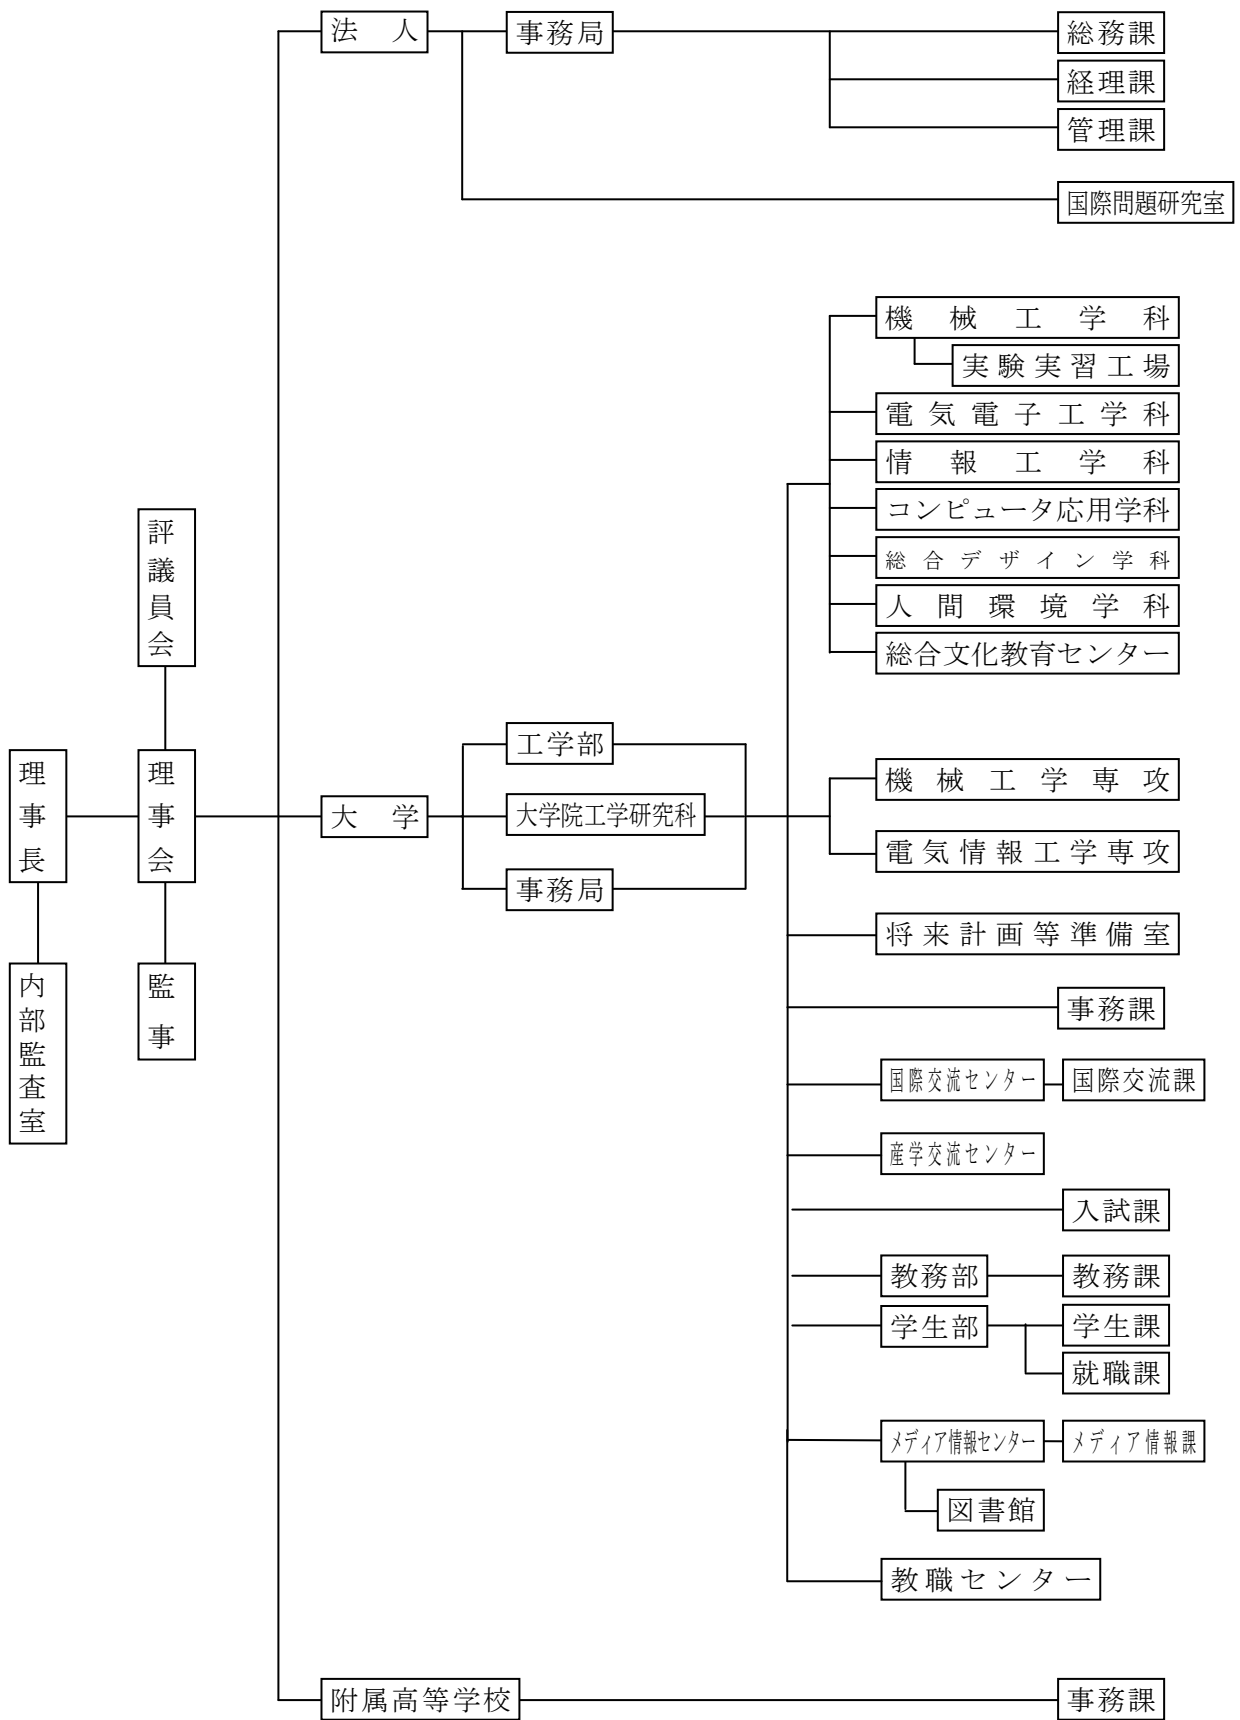 法人
事務局
総務課
経理課
管理課
国際問題研究室
機械工学科
実験実習工場
電気電子工学科
情報工学科
コンピュータ応用学科
総合デザイン学科
人間環境学科
総合文化教育センター
評議員会
理事長
理事会
大学
工学部
大学院工学研究科
事務局
機械工学専攻
電気情報工学専攻
内部監査室
監事
将来計画等準備室
事務課
国際交流センター
国際交流課
産学交流センター
入試課
教務部
教務課
学生部
学生課
就職課
メディア情報センター
メディア情報課
図書館
教職センター
附属高等学校
事務課